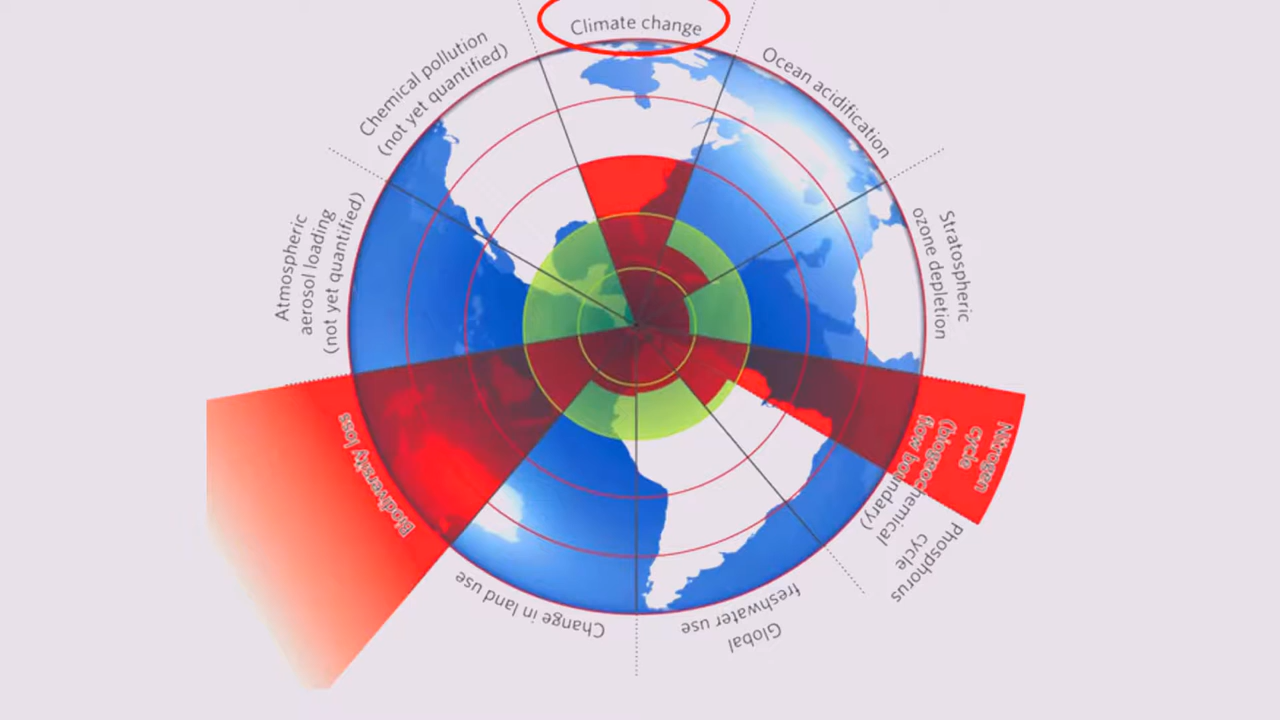 Climate change
Ocean acidification
Stratospheric
ozone depletion
Nitrogen
cycle
(biogeochemical
flow boundary)
Phosphorus
cycle
Global
freshwater use
Change in land use
Biodiversity loss
Atmospheric
aerosol loading
(not yet quantified)
Chemical pollution
(not yet quantified)